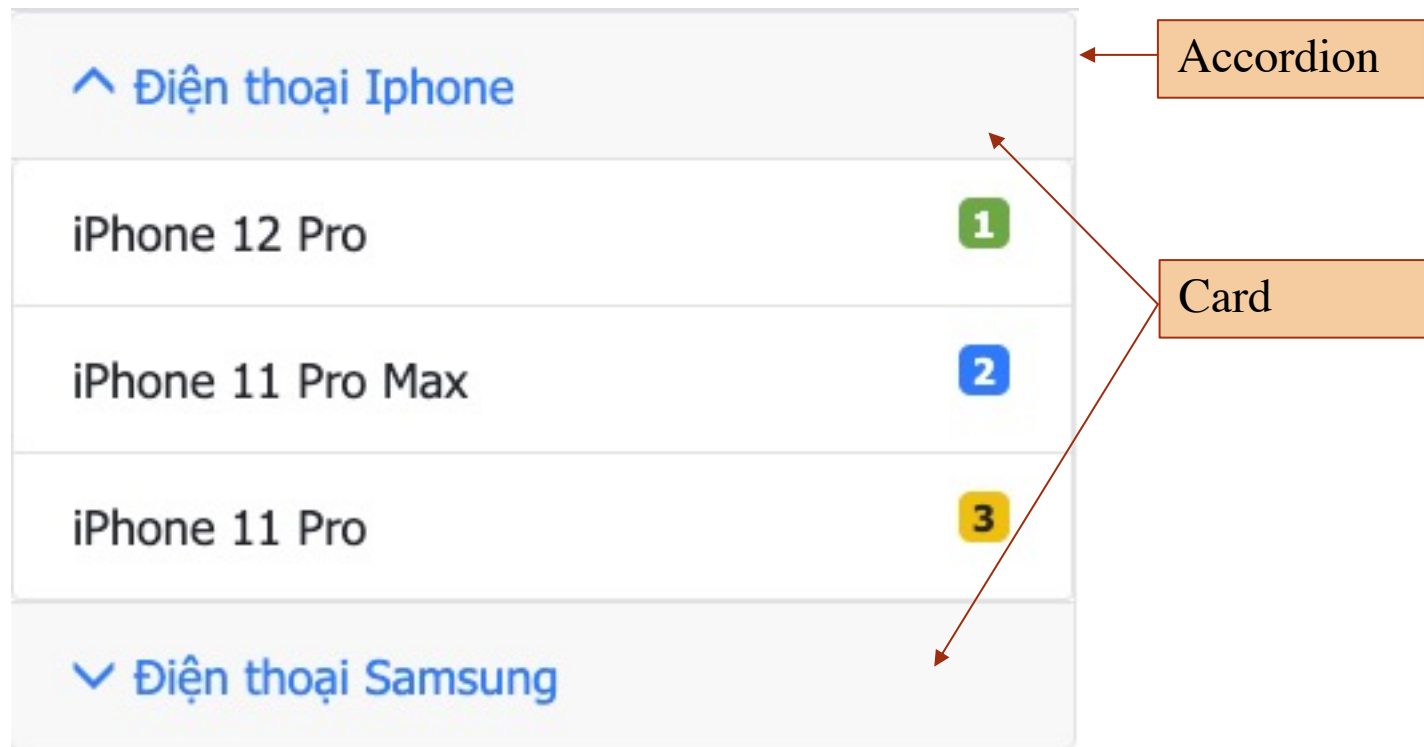 Điện thoại Iphone
Accordion
iPhone 12 Pro 1
Card
iPhone 11 Pro Max 2
iPhone 11 Pro 3
Điện thoại Samsung